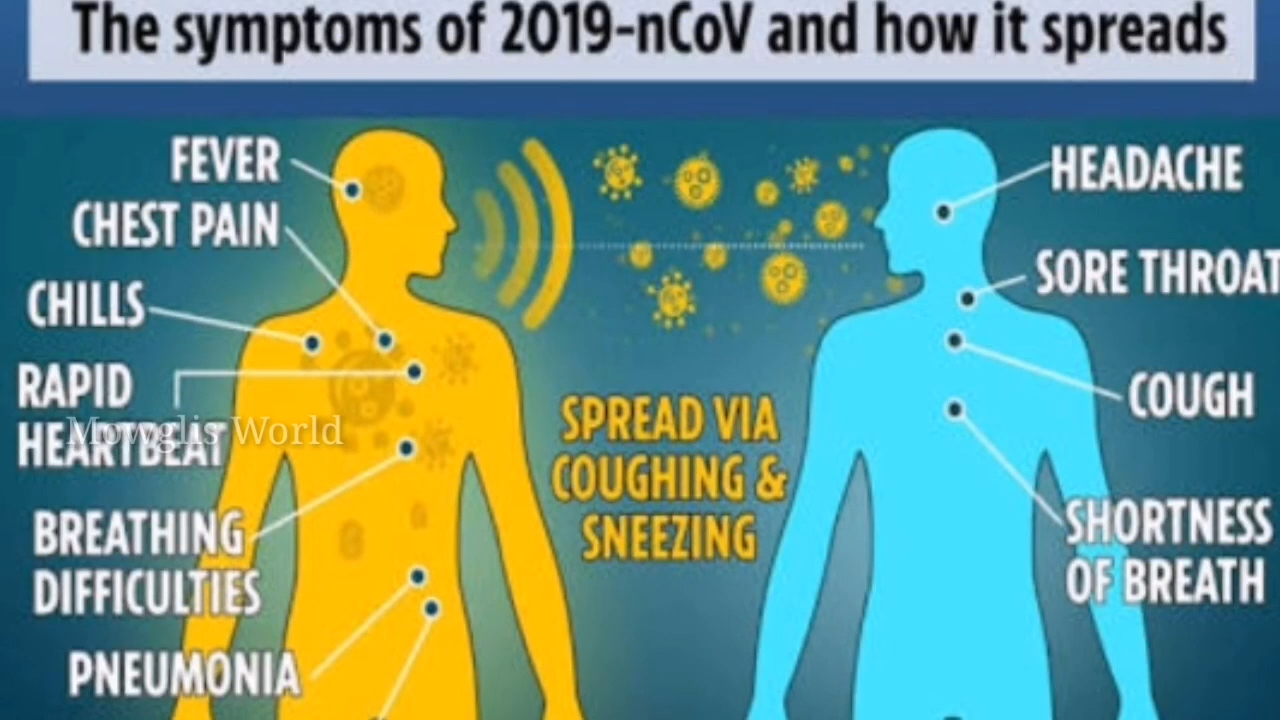 The symptoms of 2019-nCoV and how it spreads
FEVER
CHEST PAIN
CHILLS
RAPID
HEARTBEAT
Mowglis World
BREATHING
DIFFICULTIES
PNEUMONIA
SPREAD VIA
COUGHING &
SNEEZING
HEADACHE
SORE THROAT
COUGH
SHORTNESS
OF BREATH